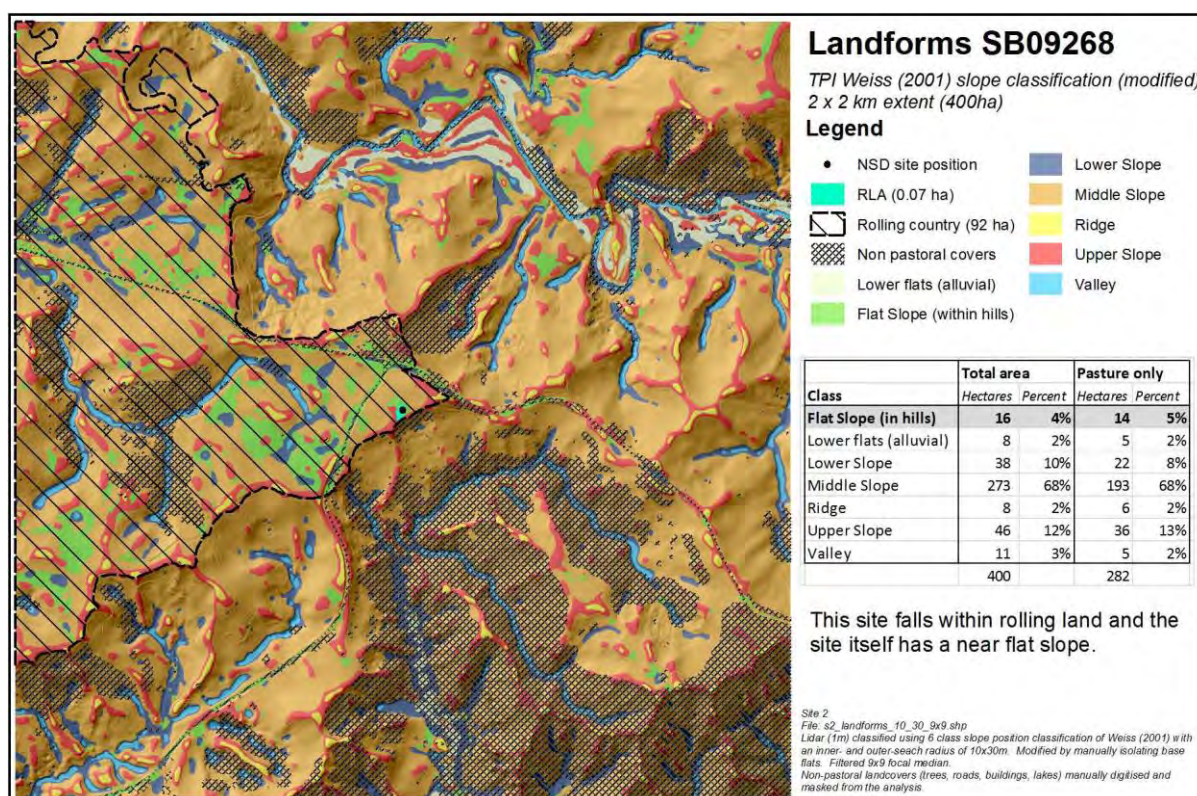 Landforms SB09268
TPI Weiss (2001) slope classification (modified)
2 x 2 km extent (400ha)
Legend
NSD site position
RLA (0.07 ha)
Rolling country (92 ha)
Non pastoral covers
Lower flats (alluvial)
Flat Slope (within hills)
Lower Slope
Middle Slope
Ridge
Upper Slope
Valley
Total area Pasture only
Class Hectares Percent Hectares Percent
Flat Slope (in hills) 16 4% 14 5%
Lower flats (alluvial) 8 2% 5 2%
Lower Slope 38 10% 22 8%
Middle Slope 273 68% 193 68%
Ridge 8 2% 6 2%
Upper Slope 46 12% 36 13%
Valley 11 3% 5 2%
400 282
This site falls within rolling land and the
site itself has a near flat slope.
Site 2
File: s2_landforms_10_30_9x9.shp
Lidar (1m) classified using 6 class slope position classification of Weiss (2001) with
an inner- and outer-seach radius of 10x30m. Modified by manually isolating base
flats. Filtered 9x9 focal median.
Non-pastoral landcovers (trees, roads, buildings, lakes) manually digitised and
masked from the analysis.